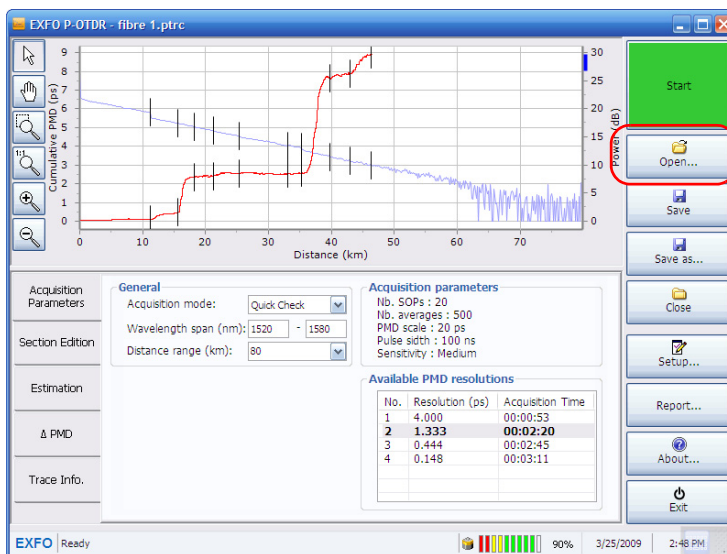 EXFO P-OTDR - fibre 1.ptrc
1:1
Cumulative PMD (ps)
9
8
7
6
5
4
3
2
1
0
30
25
20
15
10
5
0
Power (dB)
0 10 20 30 40 50 60 70
Distance (km)
Start
Open...
Save
Save as...
Close
Setup...
Report...
About...
Exit
Acquisition
Parameters
Section Edition
Estimation
Δ PMD
Trace Info.
General
Acquisition mode: Quick Check
Wavelength span (nm): 1520 - 1580
Distance range (km): 80
Acquisition parameters
Nb. SOPs : 20
Nb. averages : 500
PMD scale : 20 ps
Pulse sidth : 100 ns
Sensitivity : Medium
Available PMD resolutions
No. Resolution (ps) Acquisition Time
1 4.000 00:00:53
2 1.333 00:02:20
3 0.444 00:02:45
4 0.148 00:03:11
EXFO Ready 90% 3/25/2009 2:48 PM